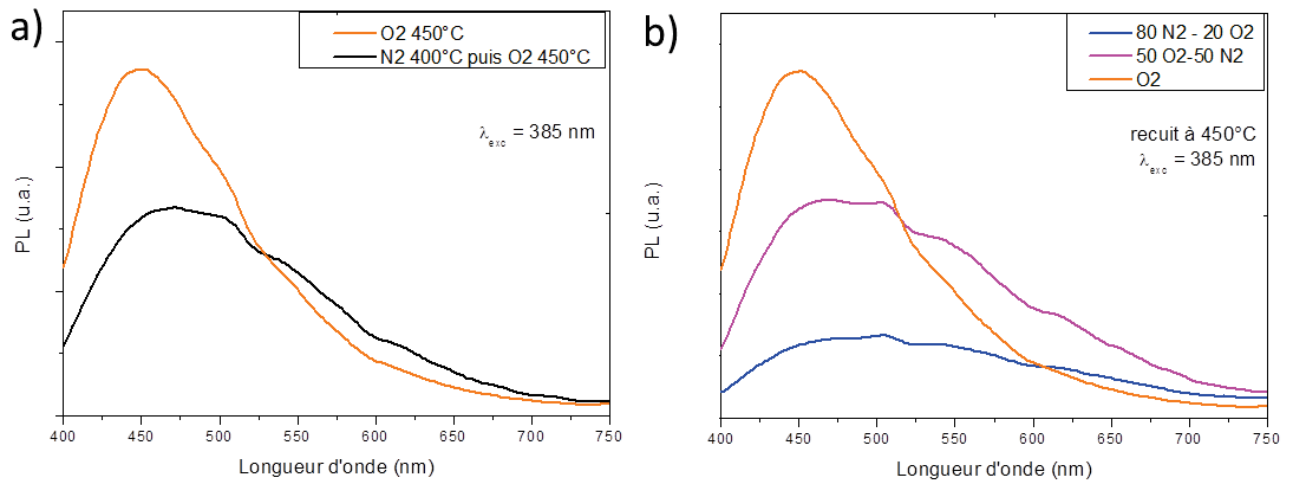 a)
O2 450°C
N2 400°C puis O2 450°C
λexc = 385 nm
PL (u.a.)
400 450 500 550 600 650 700 750
Longueur d'onde (nm)
b)
80 N2 - 20 O2
50 O2-50 N2
O2
recuit à 450°C
λexc = 385 nm
PL (u.a.)
400 450 500 550 600 650 700 750
Longueur d'onde (nm)